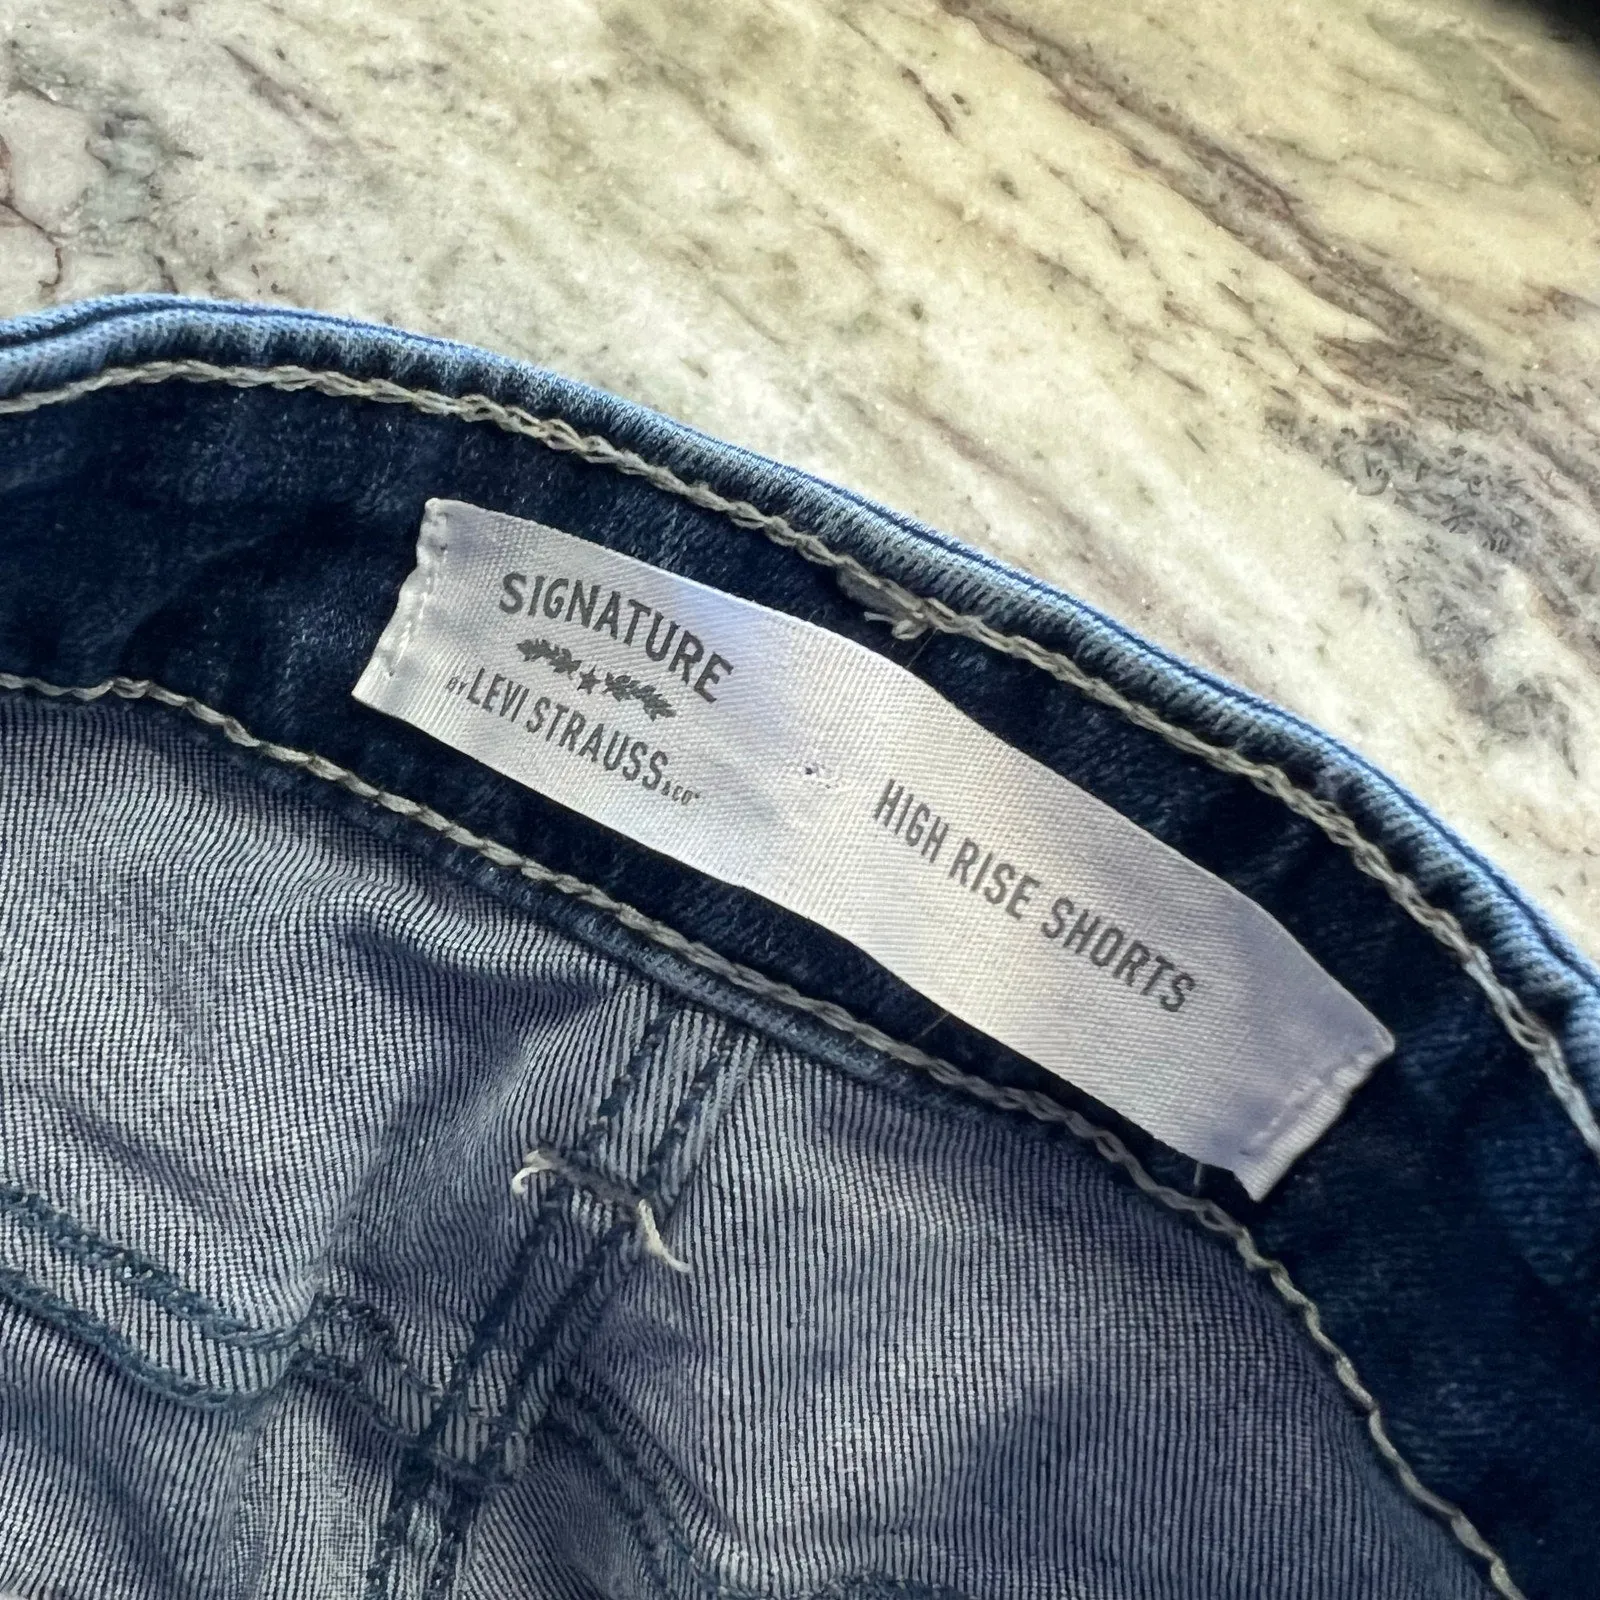 SIGNATURE
BY LEVI STRAUSS & CO
HIGH RISE SHORTS